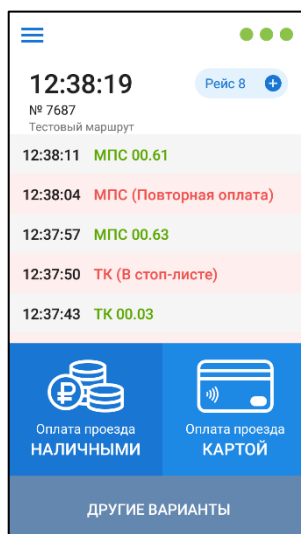 12:38:19
Рейс 8
№ 7687
Тестовый маршрут
12:38:11 МПС 00.61
12:38:04 МПС (Повторная оплата)
12:37:57 МПС 00.63
12:37:50 ТК (В стоп-листе)
12:37:43 ТК 00.03
Оплата проезда
НАЛИЧНЫМИ
Оплата проезда
КАРТОЙ
ДРУГИЕ ВАРИАНТЫ